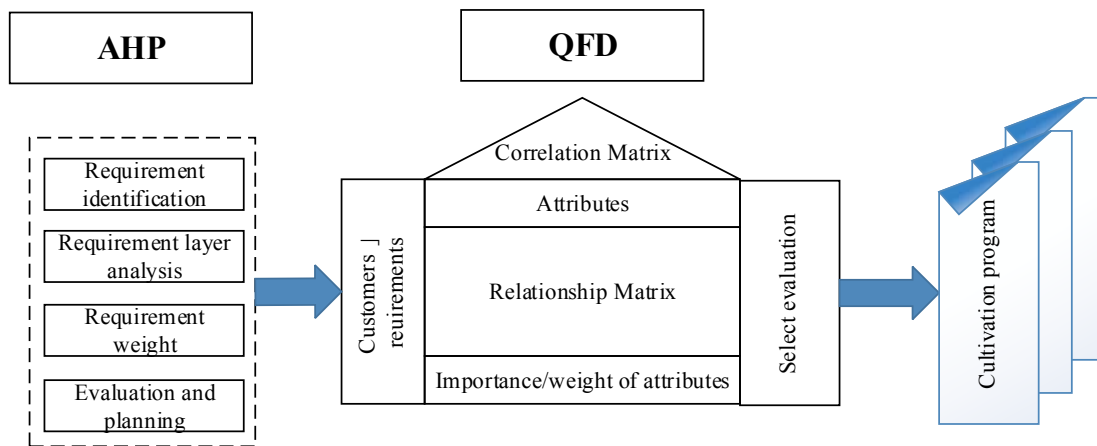 AHP
QFD
Requirement
identification
Requirement layer
analysis
Requirement
weight
Evaluation and
planning
Customers 」
reuirements
Correlation Matrix
Attributes
Relationship Matrix
Importance/weight of attributes
Select evaluation
Cultivation program